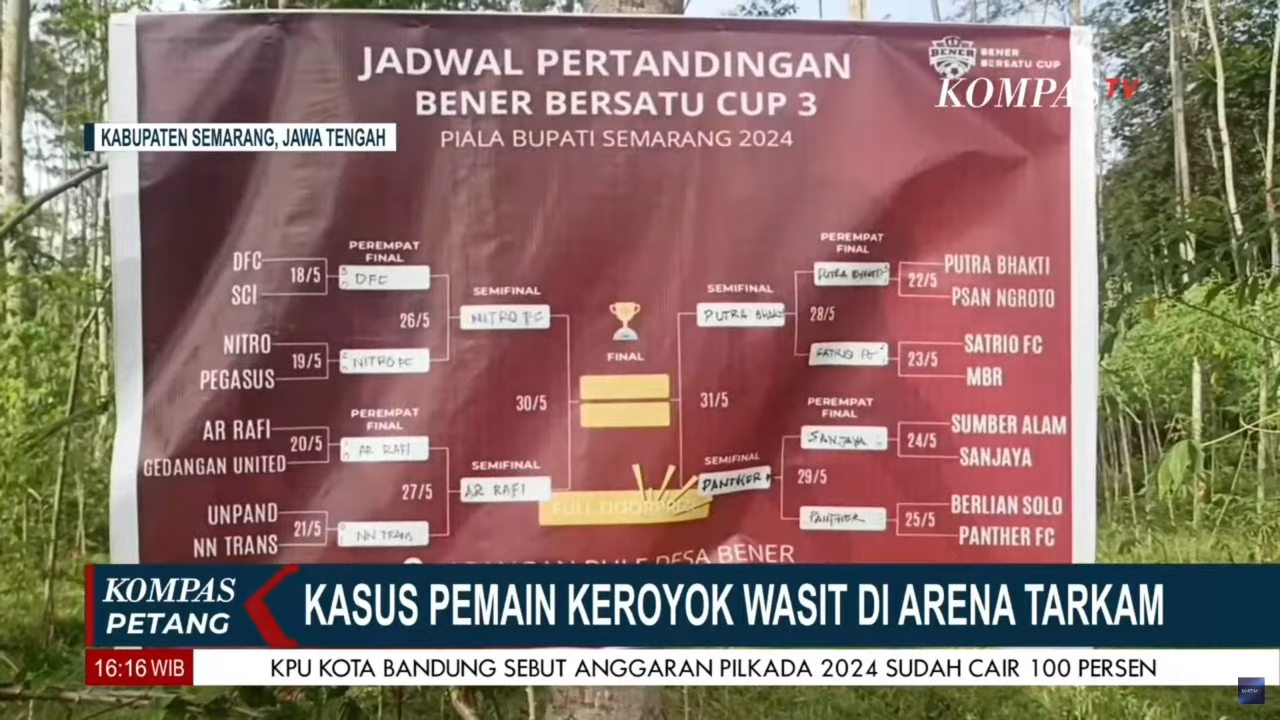 JADWAL PERTANDINGAN
BENER BERSATU CUP 3
PIALA BUPATI SEMARANG 2024
BENER
BENER
BERSATU CUP
KOMPAS TV
KABUPATEN SEMARANG, JAWA TENGAH
PEREMPAT
FINAL
DFC
18/5
DFC
SCI
SEMIFINAL
26/5
NITRO FC
NITRO
19/5
NITRO FC
PEGASUS
PEREMPAT
FINAL
AR RAFI
20/5
AR RAFI
GEDANGAN UNITED
SEMIFINAL
27/5
AR RAFI
UNPAND
21/5
NN TRANS
NN TRANS
30/5
FINAL
31/5
PEREMPAT
FINAL
PUTRA BHAKTI
22/5
PUTRA BHAKTI
PSAN NGROTO
SEMIFINAL
PUTRA BHAKTI
28/5
SATRIO FC
SATRIO FC
23/5
MBR
PEREMPAT
FINAL
SUMBER ALAM
SANJAYA
24/5
SANJAYA
SEMIFINAL
PANTHER
29/5
BERLIAN SOLO
PANTHER
25/5
PANTHER FC
DESA BENER
KOMPAS
PETANG
KASUS PEMAIN KEROYOK WASIT DI ARENA TARKAM
16:16 WIB
KPU KOTA BANDUNG SEBUT ANGGARAN PILKADA 2024 SUDAH CAIR 100 PERSEN